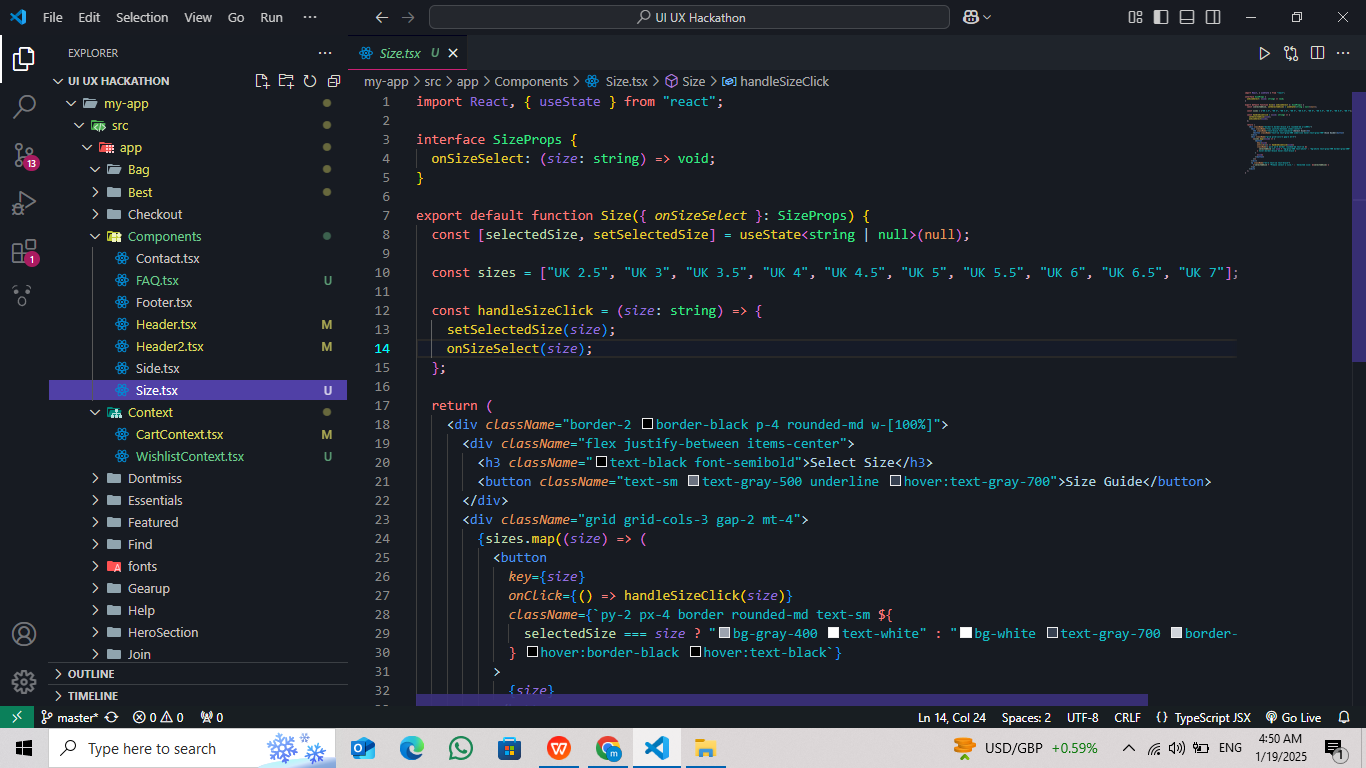 File Edit Selection View Go Run ···
UI UX Hackathon
EXPLORER
UI UX HACKATHON
my-app
src
app
Bag
Best
Checkout
Components
Contact.tsx
FAQ.tsx U
Footer.tsx
Header.tsx M
Header2.tsx M
Side.tsx
Size.tsx U
Context
CartContext.tsx M
WishlistContext.tsx U
Dontmiss
Essentials
Featured
Find
fonts
Gearup
Help
HeroSection
Join
OUTLINE
TIMELINE
13
1
Size.tsx U
my-app > src > app > Components > Size.tsx > Size > handleSizeClick
1 import React, { useState } from "react";
2
3 interface SizeProps {
4 onSizeSelect: (size: string) => void;
5 }
6
7 export default function Size({ onSizeSelect }: SizeProps) {
8 const [selectedSize, setSelectedSize] = useState<string | null>(null);
9
10 const sizes = ["UK 2.5", "UK 3", "UK 3.5", "UK 4", "UK 4.5", "UK 5", "UK 5.5", "UK 6", "UK 6.5", "UK 7"];
11
12 const handleSizeClick = (size: string) => {
13 setSelectedSize(size);
14 onSizeSelect(size);
15 };
16
17 return (
18 <div className="border-2 border-black p-4 rounded-md w-[100%]">
19 <div className="flex justify-between items-center">
20 <h3 className="text-black font-semibold">Select Size</h3>
21 <button className="text-sm text-gray-500 underline hover:text-gray-700">Size Guide</button>
22 </div>
23 <div className="grid grid-cols-3 gap-2 mt-4">
24 {sizes.map((size) => (
25 <button
26 key={size}
27 onClick={() => handleSizeClick(size)}
28 className={`py-2 px-4 border rounded-md text-sm ${
29 selectedSize === size ? "bg-gray-400 text-white" : "bg-white text-gray-700 border-
30 } hover:border-black hover:text-black`}
31 >
32 {size}
master* 0 0 0
Ln 14, Col 24 Spaces: 2 UTF-8 CRLF {} TypeScript JSX Go Live
Type here to search
USD/GBP +0.59%
ENG
4:50 AM
1/19/2025
1